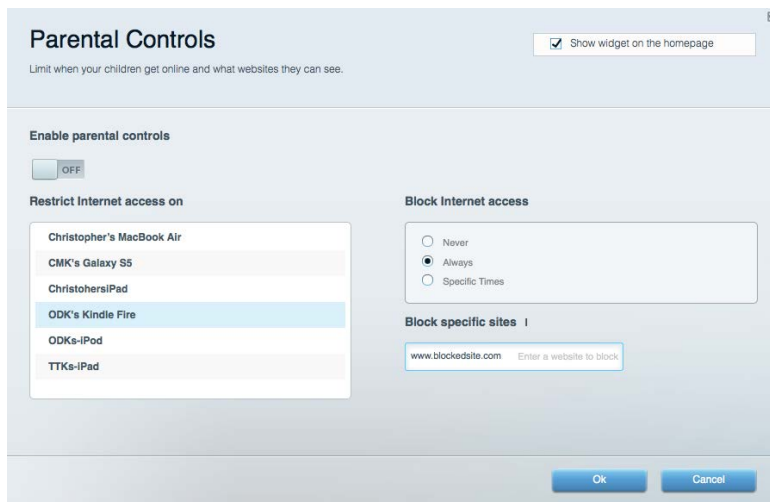 Parental Controls
Show widget on the homepage
Limit when your children get online and what websites they can see.
Enable parental controls
OFF
Restrict Internet access on
Block Internet access
Christopher's MacBook Air
CMK's Galaxy S5
ChristohersiPad
ODK's Kindle Fire
ODKs-iPod
TTKs-iPad
Never
Always
Specific Times
Block specific sites
www.blockedsite.com Enter a website to block
Ok
Cancel